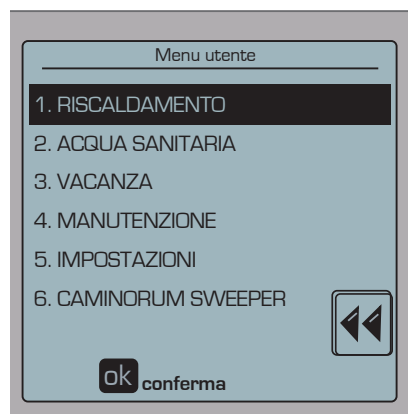 Menu utente
1. RISCALDAMENTO
2. ACQUA SANITARIA
3. VACANZA
4. MANUTENZIONE
5. IMPOSTAZIONI
6. CAMINORUM SWEEPER
ok conferma